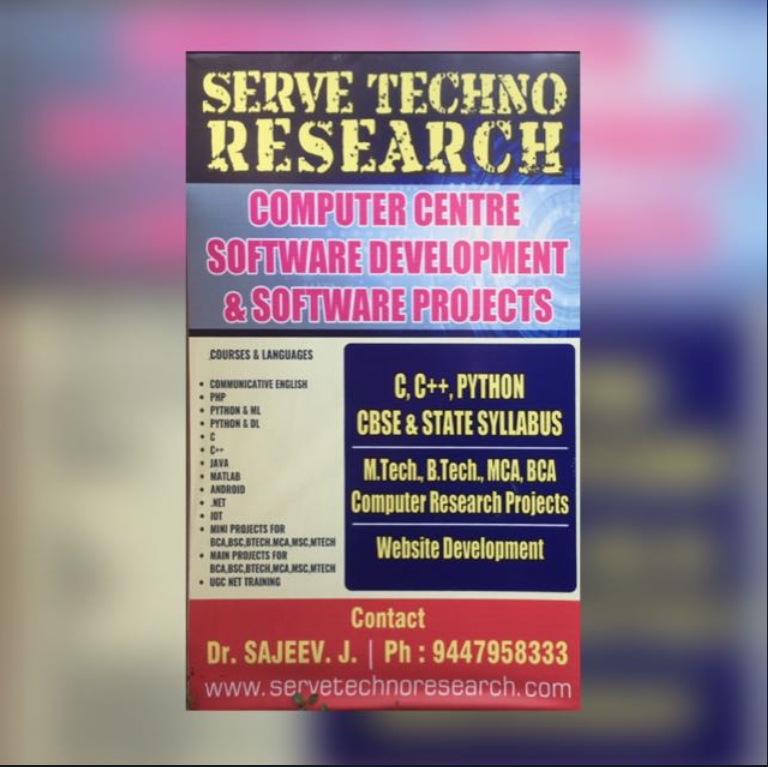 SERVE TECHNO
RESEARCH
COMPUTER CENTRE
SOFTWARE DEVELOPMENT
& SOFTWARE PROJECTS
COURSES & LANGUAGES
• COMMUNICATIVE ENGLISH
• PHP
• PYTHON & ML
• PYTHON & DL
• C
• C++
• JAVA
• MATLAB
• ANDROID
• .NET
• IOT
• MINI PROJECTS FOR
BCA,BSC,BTECH,MCA,MSC,MTECH
• MAIN PROJECTS FOR
BCA,BSC,BTECH,MCA,MSC,MTECH
• UGC NET TRAINING
C, C++, PYTHON
CBSE & STATE SYLLABUS
M.Tech., B.Tech., MCA, BCA
Computer Research Projects
Website Development
Contact
Dr. SAJEEV. J. | Ph : 9447958333
www.servetechnoresearch.com